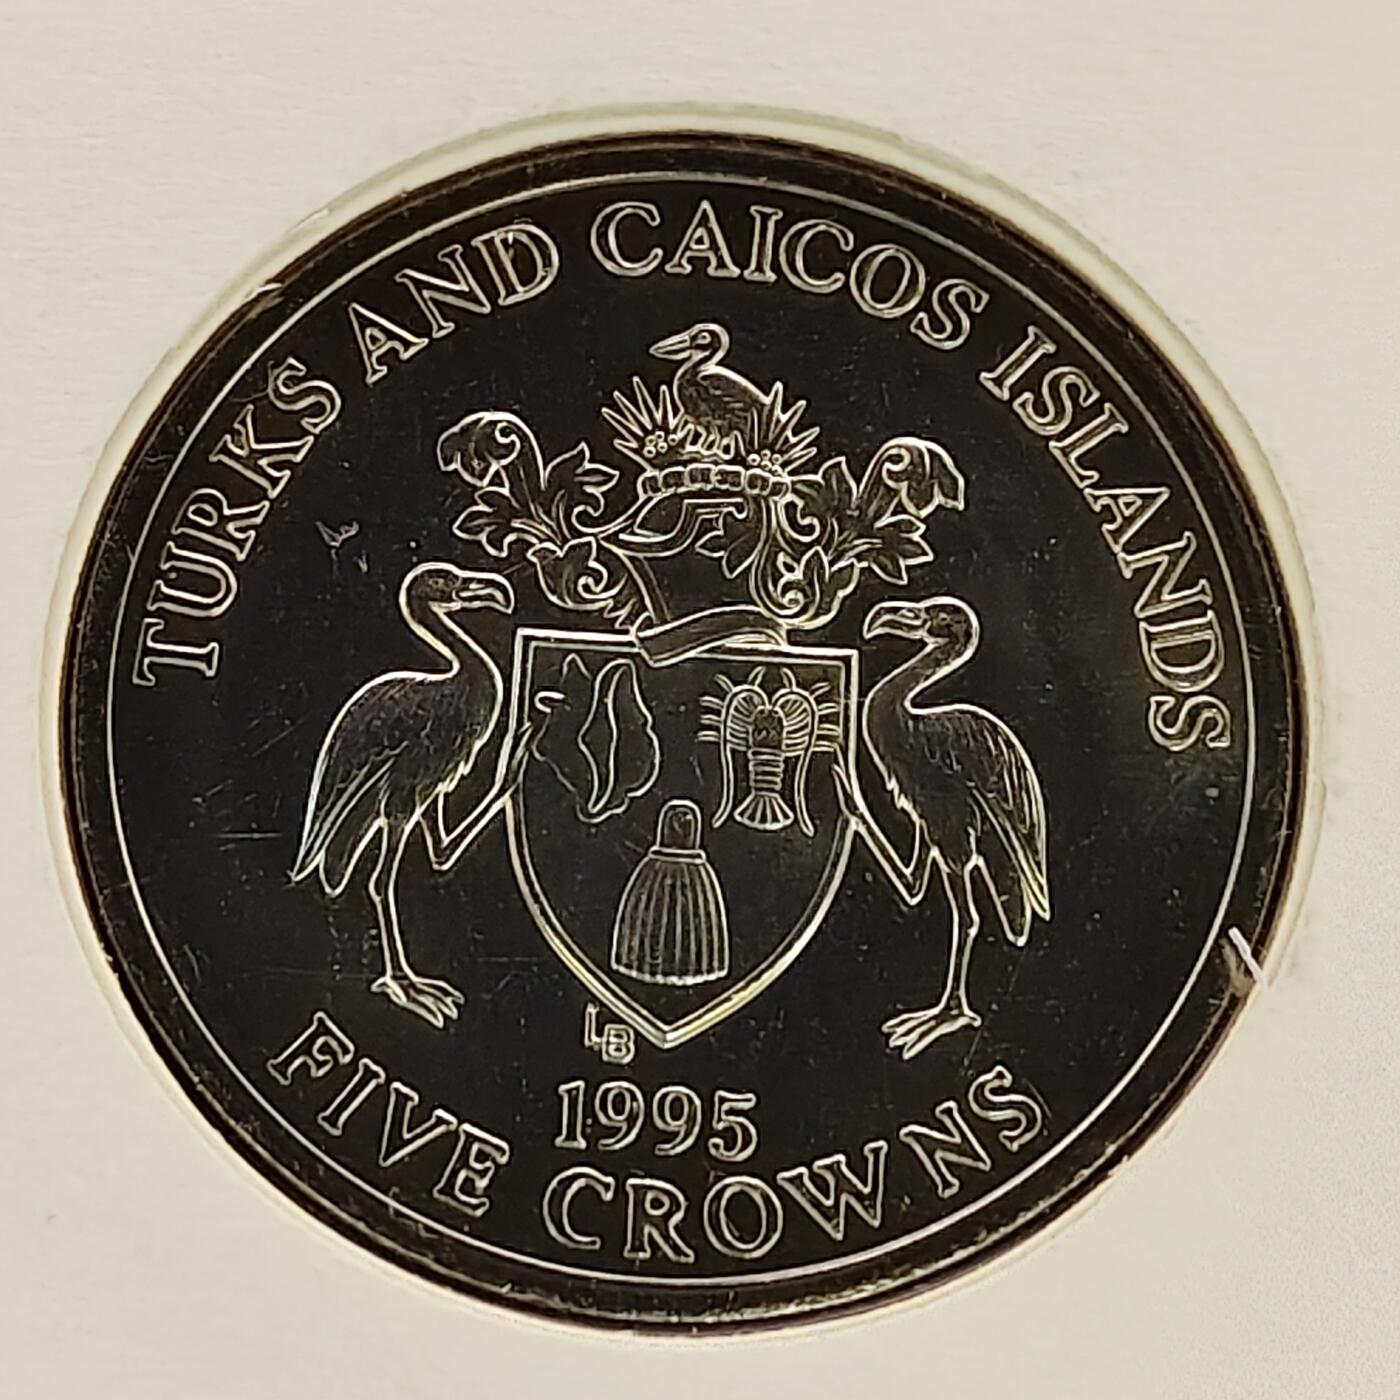 TURKS AND CAICOS ISLANDS
LB
1995
FIVE CROWNS